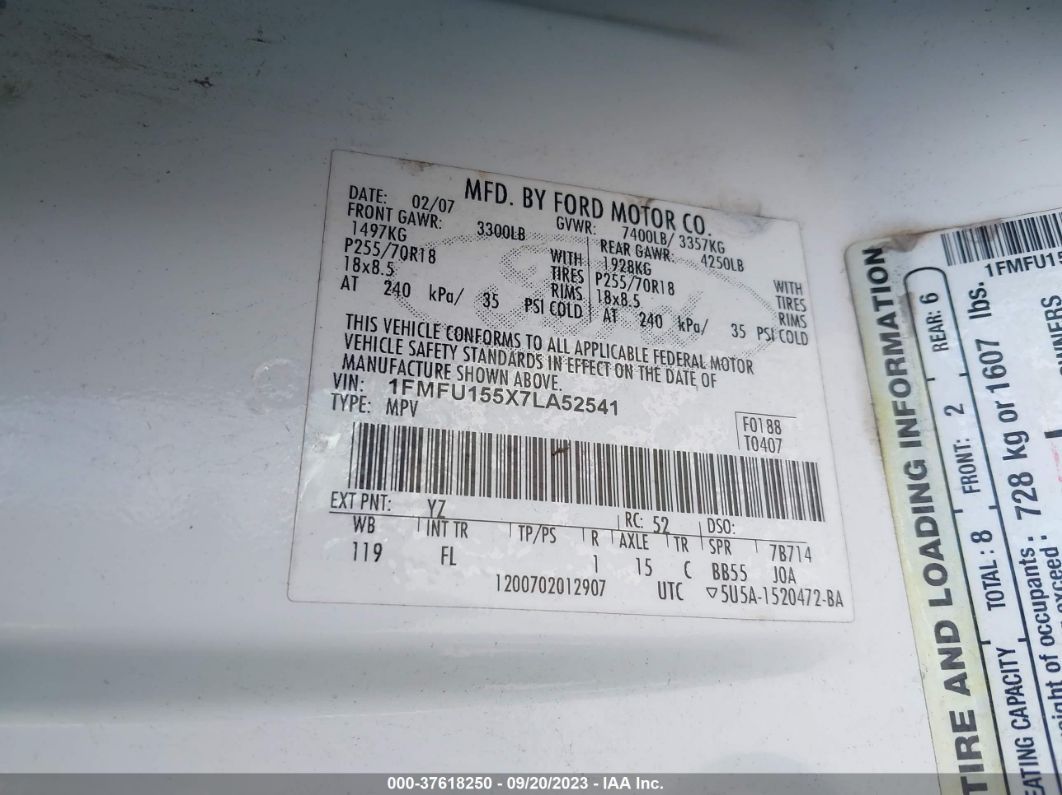 MFD. BY FORD MOTOR CO.
DATE: 02/07 GVWR: 7400LB/ 3357KG
FRONT GAWR: 3300LB REAR GAWR: 4250LB
1497KG WITH 1928KG WITH
P255/70R18 TIRES P255/70R18 TIRES
18x8.5 RIMS 18x8.5 RIMS
AT 240 kPa/ 35 PSI COLD AT 240 kPa/ 35 PSI COLD
THIS VEHICLE CONFORMS TO ALL APPLICABLE FEDERAL MOTOR
VEHICLE SAFETY STANDARDS IN EFFECT ON THE DATE OF
MANUFACTURE SHOWN ABOVE.
VIN: 1FMFU155X7LA52541
TYPE: MPV
F0188
T0407
EXT PNT: YZ RC: 52 DSO:
WB INT TR TP/PS R AXLE TR SPR 7B714
119 FL 1 15 C BB55 J0A
1200702012907 UTC ▽5U5A-1520472-BA
TIRE AND LOADING INFORMATION
TOTAL: 8 FRONT: 2 REAR: 6
of occupants: 728 kg or 1607 lbs.
exceed:
CAPACITY
1FMFU15
OWNERS
000-37618250 - 09/20/2023 - IAA Inc.